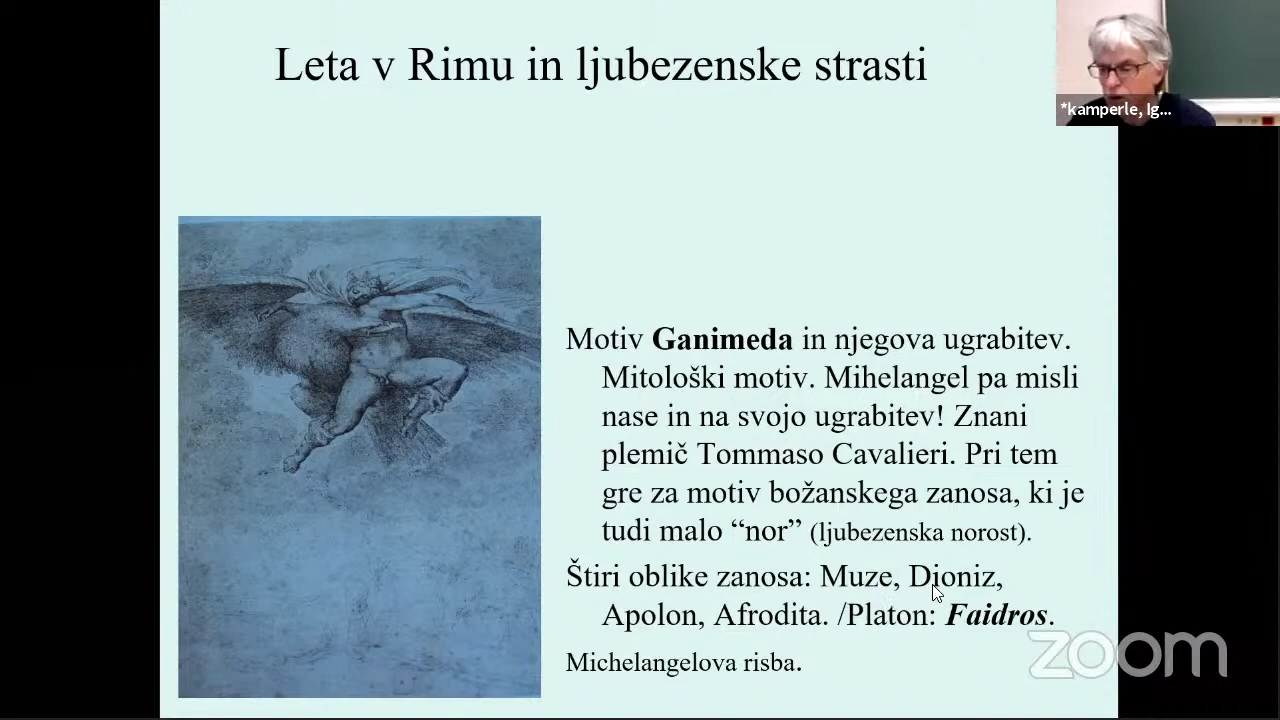 Leta v Rimu in ljubezenske strasti
*kamperle, Ig...
Motiv Ganimeda in njegova ugrabitev.
Mitološki motiv. Mihelangel pa misli
nase in na svojo ugrabitev! Znani
plemič Tommaso Cavalieri. Pri tem
gre za motiv božanskega zanosa, ki je
tudi malo “nor” (ljubezenska norost).
Štiri oblike zanosa: Muze, Dioniz,
Apolon, Afrodita. /Platon: Faidros.
Michelangelova risba.
zoom